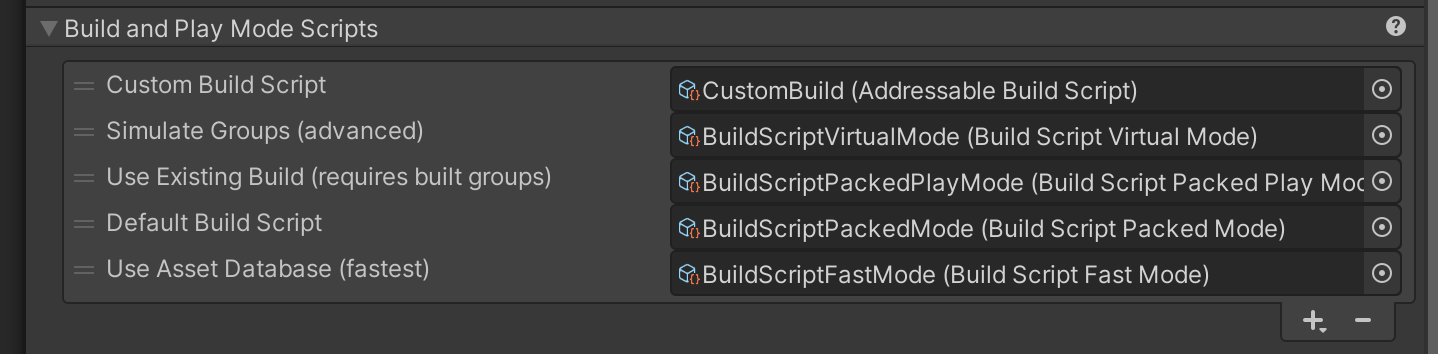 Build and Play Mode Scripts
Custom Build Script CustomBuild (Addressable Build Script)
Simulate Groups (advanced) BuildScriptVirtualMode (Build Script Virtual Mode)
Use Existing Build (requires built groups) BuildScriptPackedPlayMode (Build Script Packed Play Mod
Default Build Script BuildScriptPackedMode (Build Script Packed Mode)
Use Asset Database (fastest) BuildScriptFastMode (Build Script Fast Mode)